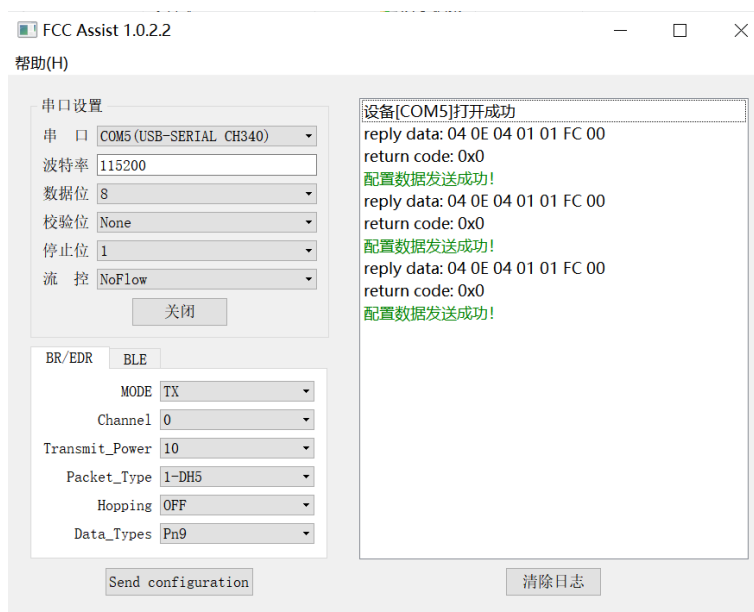 FCC Assist 1.0.2.2
帮助(H)
串口设置
串 口 COM5(USB-SERIAL CH340)
波特率 115200
数据位 8
校验位 None
停止位 1
流 控 NoFlow
关闭
BR/EDR BLE
MODE TX
Channel 0
Transmit_Power 10
Packet_Type 1-DH5
Hopping OFF
Data_Types Pn9
Send configuration
设备[COM5]打开成功
reply data: 04 0E 04 01 01 FC 00
return code: 0x0
配置数据发送成功!
reply data: 04 0E 04 01 01 FC 00
return code: 0x0
配置数据发送成功!
reply data: 04 0E 04 01 01 FC 00
return code: 0x0
配置数据发送成功!
清除日志